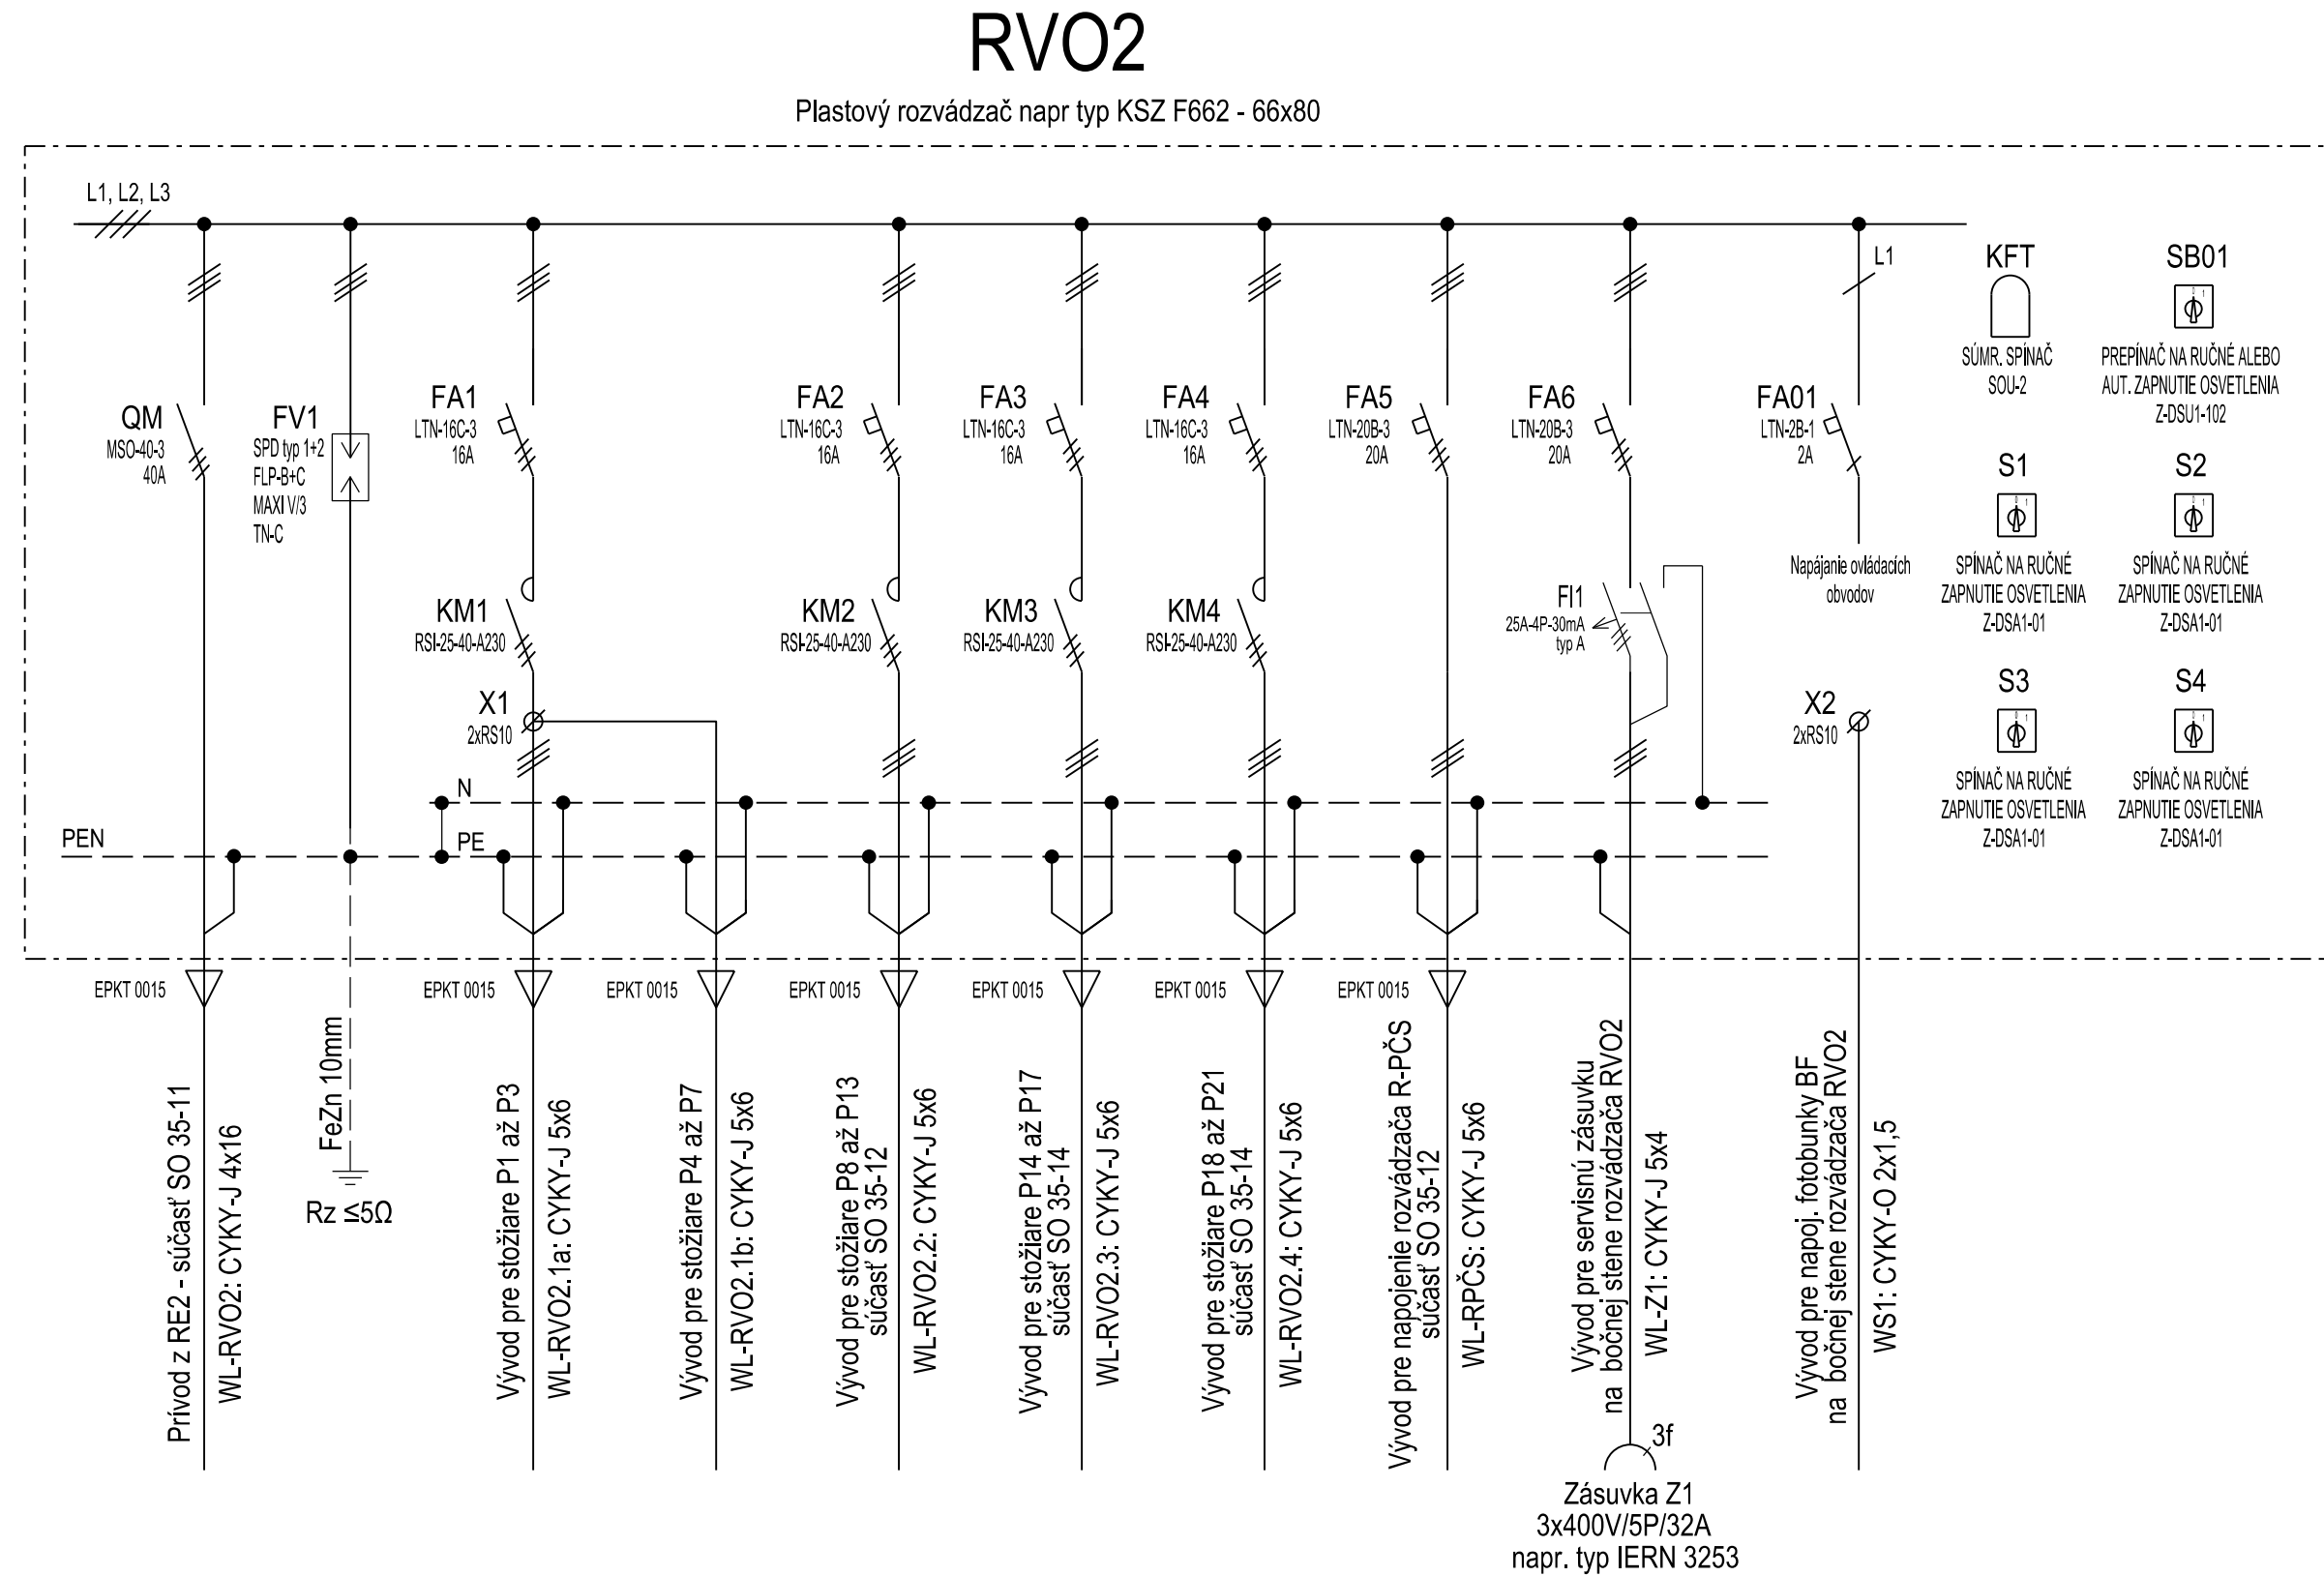 RVO2
Plastový rozvádzač napr typ KSZ F662 - 66x80
L1, L2, L3
QM
MSO-40-3
40A
FV1
SPD typ 1+2
FLP-B+C
MAXI V/3
TN-C
FA1
LTN-16C-3
16A
FA2
LTN-16C-3
16A
FA3
LTN-16C-3
16A
FA4
LTN-16C-3
16A
FA5
LTN-20B-3
20A
FA6
LTN-20B-3
20A
L1
FA01
LTN-2B-1
2A
Napájanie ovládacích
obvodov
KFT
SÚMR. SPÍNAČ
SOU-2
SB01
PREPÍNAČ NA RUČNÉ ALEBO
AUT. ZAPNUTIE OSVETLENIA
Z-DSU1-102
S1
SPÍNAČ NA RUČNÉ
ZAPNUTIE OSVETLENIA
Z-DSA1-01
S2
SPÍNAČ NA RUČNÉ
ZAPNUTIE OSVETLENIA
Z-DSA1-01
S3
SPÍNAČ NA RUČNÉ
ZAPNUTIE OSVETLENIA
Z-DSA1-01
S4
SPÍNAČ NA RUČNÉ
ZAPNUTIE OSVETLENIA
Z-DSA1-01
KM1
RSI-25-40-A230
KM2
RSI-25-40-A230
KM3
RSI-25-40-A230
KM4
RSI-25-40-A230
FI1
25A-4P-30mA
typ A
X1
2xRS10
X2
2xRS10
N
PEN
PE
EPKT 0015
EPKT 0015
EPKT 0015
EPKT 0015
EPKT 0015
EPKT 0015
EPKT 0015
Prívod z RE2 - súčasť SO 35-11
WL-RVO2: CYKY-J 4x16
FeZn 10mm
Rz ≤5Ω
Vývod pre stožiare P1 až P3
WL-RVO2.1a: CYKY-J 5x6
Vývod pre stožiare P4 až P7
WL-RVO2.1b: CYKY-J 5x6
Vývod pre stožiare P8 až P13
súčasť SO 35-12
WL-RVO2.2: CYKY-J 5x6
Vývod pre stožiare P14 až P17
súčasť SO 35-14
WL-RVO2.3: CYKY-J 5x6
Vývod pre stožiare P18 až P21
súčasť SO 35-14
WL-RVO2.4: CYKY-J 5x6
Vývod pre napojenie rozvádzača R-PČS
súčasť SO 35-12
WL-RPČS: CYKY-J 5x6
Vývod pre servisnú zásuvku
na bočnej stene rozvádzača RVO2
WL-Z1: CYKY-J 5x4
3f
Zásuvka Z1
3x400V/5P/32A
napr. typ IERN 3253
Vývod pre napoj. fotobunky BF
na bočnej stene rozvádzača RVO2
WS1: CYKY-O 2x1,5